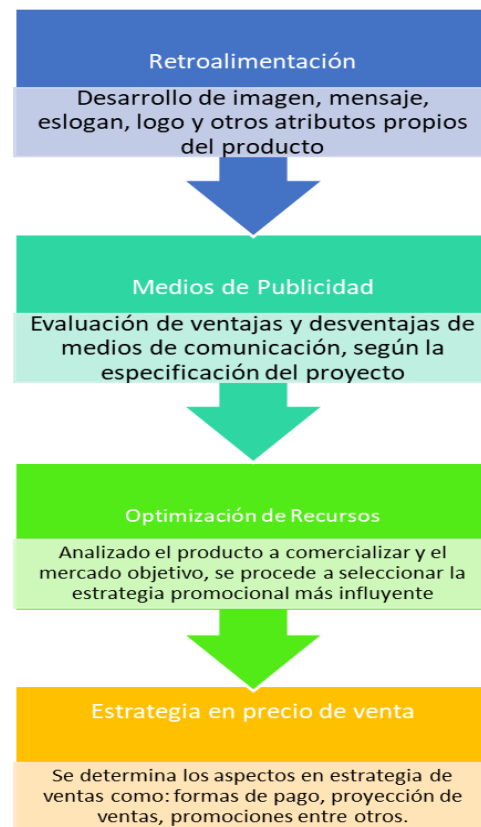 Retroalimentación
Desarrollo de imagen, mensaje,
eslogan, logo y otros atributos propios
del producto
Medios de Publicidad
Evaluación de ventajas y desventajas de
medios de comunicación, según la
especificación del proyecto
Optimización de Recursos
Analizado el producto a comercializar y el
mercado objetivo, se procede a seleccionar la
estrategia promocional más influyente
Estrategia en precio de venta
Se determina los aspectos en estrategia de
ventas como: formas de pago, proyección de
ventas, promociones entre otros.